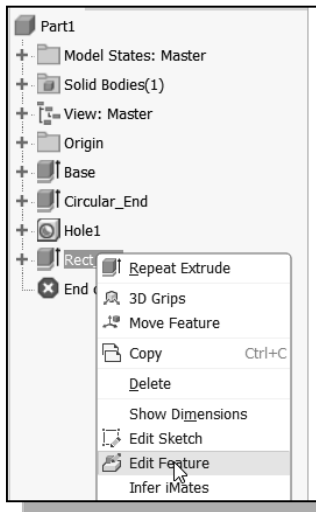 Part1
Model States: Master
Solid Bodies(1)
View: Master
Origin
Base
Circular_End
Hole1
Rect
End
Repeat Extrude
3D Grips
Move Feature
Copy Ctrl+C
Delete
Show Dimensions
Edit Sketch
Edit Feature
Infer iMates